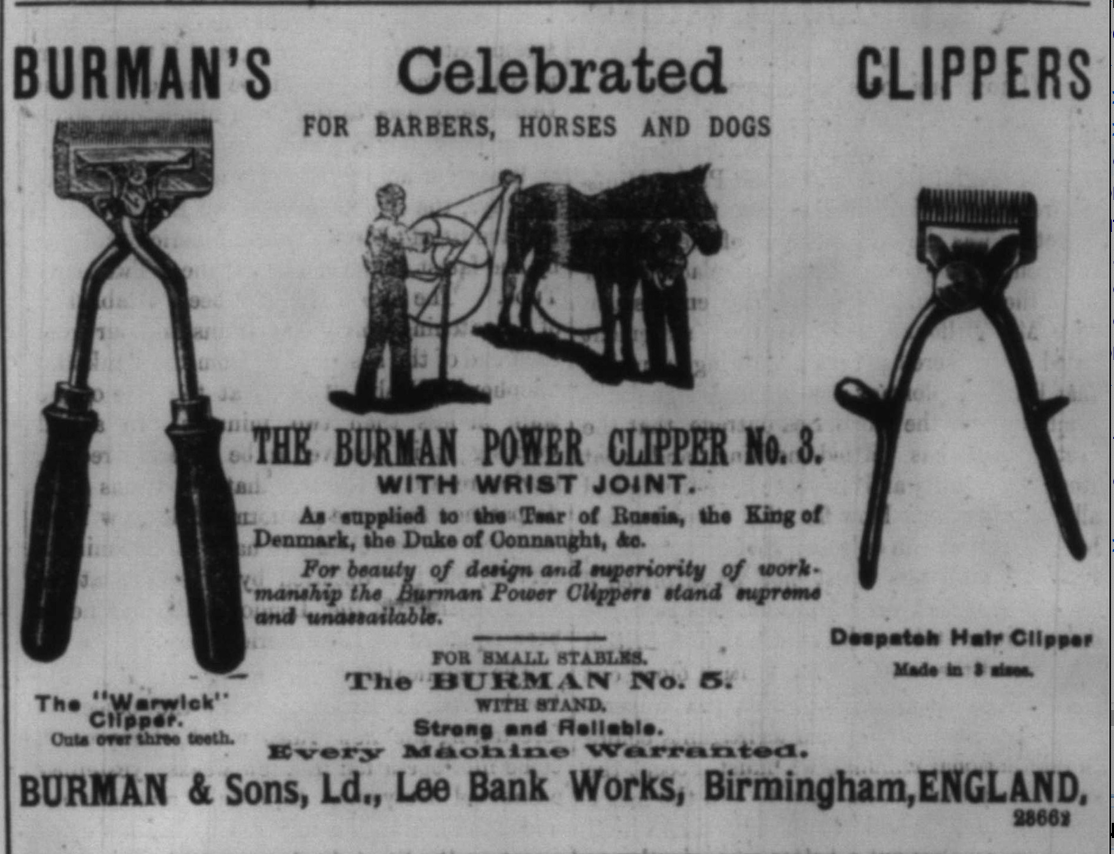 BURMAN'S Celebrated CLIPPERS
FOR BARBERS, HORSES AND DOGS
THE BURMAN POWER CLIPPER No. 3.
WITH WRIST JOINT.
As supplied to the Tsar of Russia, the King of
Denmark, the Duke of Connaught, &c.
For beauty of design and superiority of work-
manship the Burman Power Clippers stand supreme
and unassailable.
FOR SMALL STABLES.
The BURMAN No. 5.
WITH STAND.
Strong and Reliable.
Every Machine Warranted.
The "Warwick"
Clipper.
Cuts over three teeth.
Despatch Hair Clipper
Made in 3 sizes.
BURMAN & Sons, Ld., Lee Bank Works, Birmingham, ENGLAND.